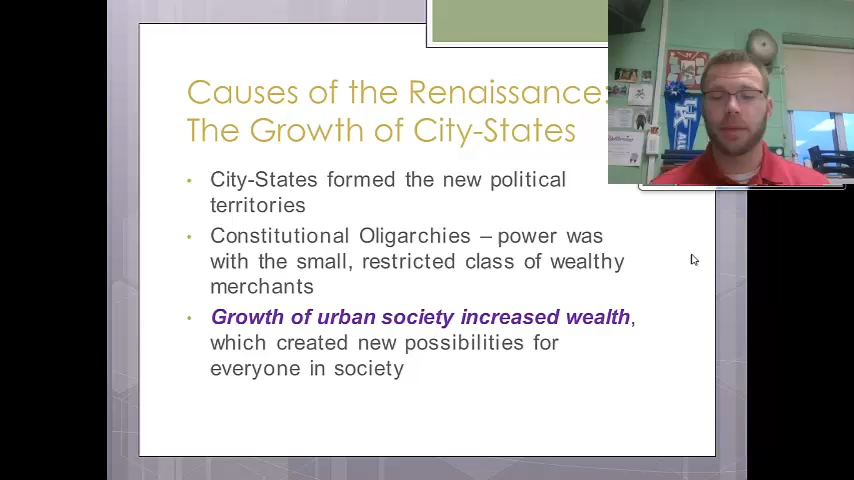 Causes of the Renaissance:
The Growth of City-States
• City-States formed the new political
territories
• Constitutional Oligarchies – power was
with the small, restricted class of wealthy
merchants
• Growth of urban society increased wealth,
which created new possibilities for
everyone in society
UK